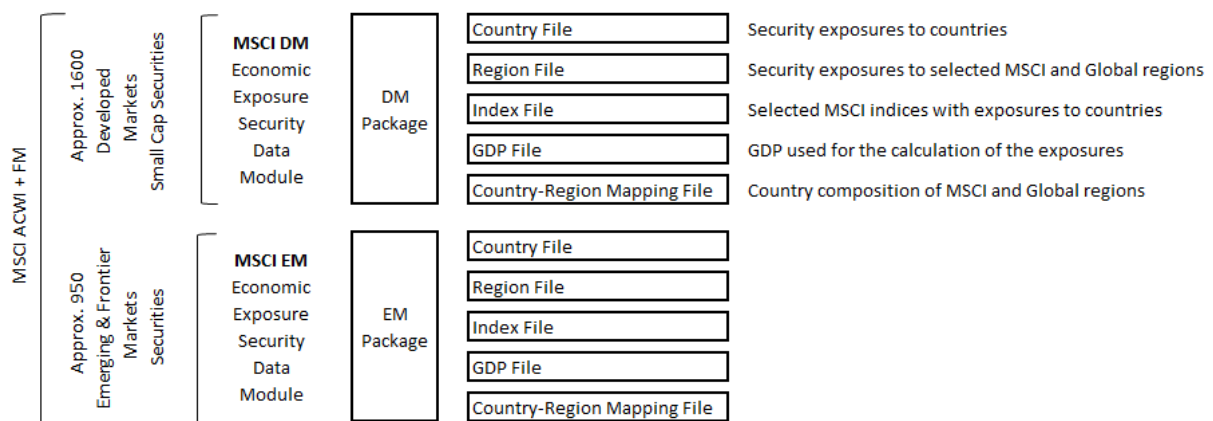 MSCI ACWI + FM
Approx. 1600
Developed
Markets
Small Cap Securities
MSCI DM
Economic
Exposure
Security
Data
Module
DM
Package
Country File
Security exposures to countries
Region File
Security exposures to selected MSCI and Global regions
Index File
Selected MSCI indices with exposures to countries
GDP File
GDP used for the calculation of the exposures
Country-Region Mapping File
Country composition of MSCI and Global regions
Approx. 950
Emerging & Frontier
Markets
Securities
MSCI EM
Economic
Exposure
Security
Data
Module
EM
Package
Country File
Region File
Index File
GDP File
Country-Region Mapping File